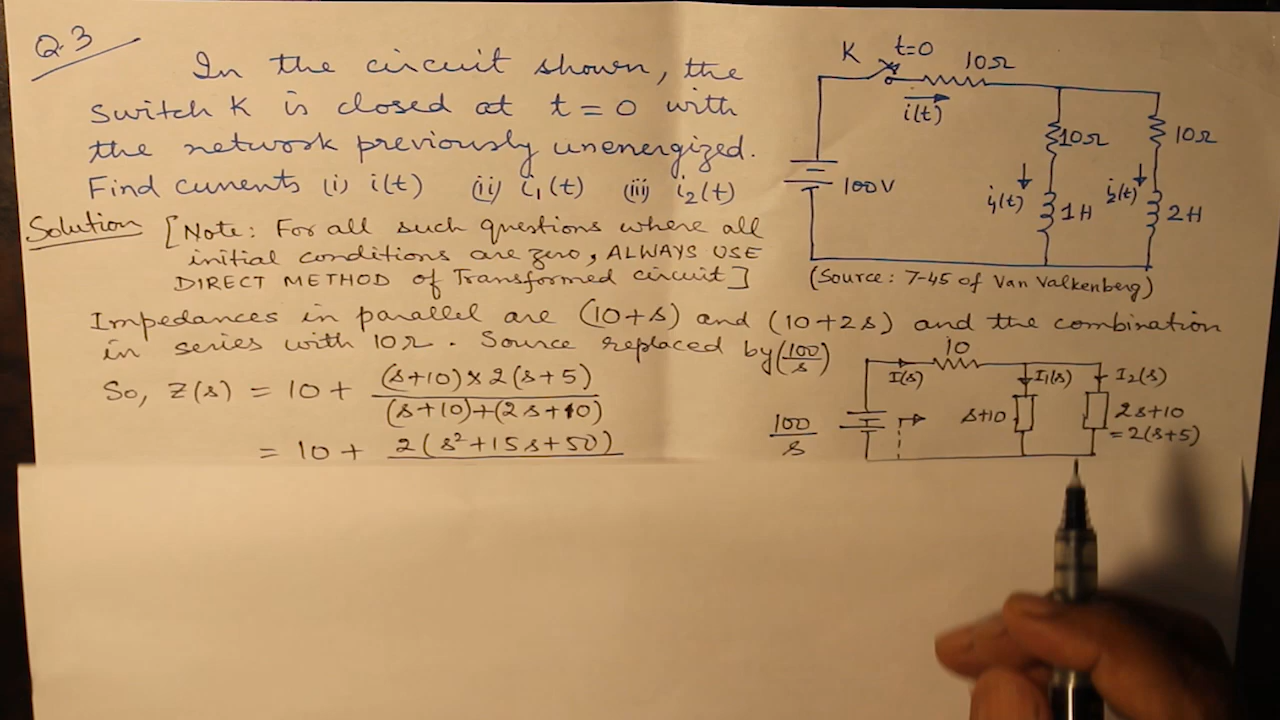 Q.3
In the circuit shown, the
switch K is closed at t = 0 with
the network previously unenergized.
Find currents (i) i(t) (ii) i₁(t) (iii) i₂(t)
K t=0 10Ω
i(t)
10Ω 10Ω
100V
i₁(t) 1H i₂(t) 2H
(Source: 7-45 of Van Valkenberg)
Solution [Note: For all such questions where all
initial conditions are zero, ALWAYS USE
DIRECT METHOD of Transformed circuit]
Impedances in parallel are (10+s) and (10+2s) and the combination
in series with 10Ω. Source replaced by (100/s)
So, Z(s) = 10 + (s+10)×2(s+5) / (s+10)+(2s+10)
= 10 + 2(s²+15s+50)
10
I(s) I₁(s) I₂(s)
100/s
s+10 2s+10
=2(s+5)